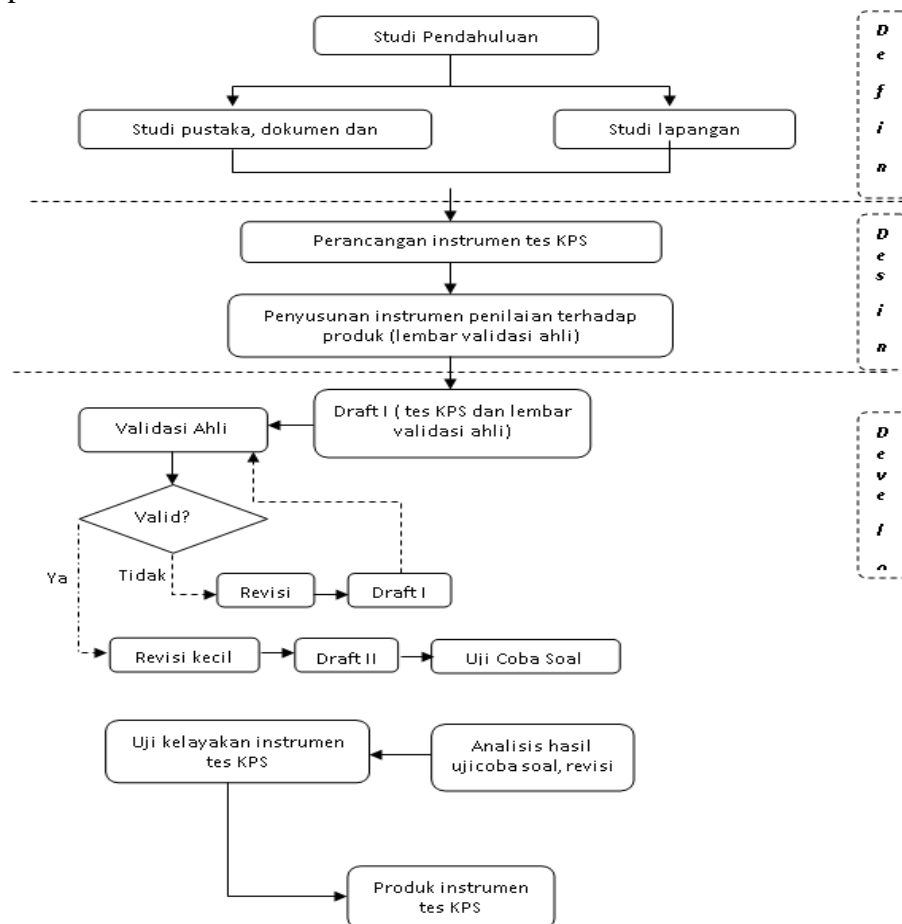 Studi Pendahuluan
Studi pustaka, dokumen dan
Studi lapangan
D
e
f
i
n
Perancangan instrumen tes KPS
Penyusunan instrumen penilaian terhadap
produk (lembar validasi ahli)
D
e
s
i
n
Draft I ( tes KPS dan lembar
validasi ahli)
Validasi Ahli
Valid?
Ya
Tidak
Revisi
Draft I
Revisi kecil
Draft II
Uji Coba Soal
D
e
v
e
l
o
Uji kelayakan instrumen
tes KPS
Analisis hasil
ujicoba soal, revisi
Produk instrumen
tes KPS